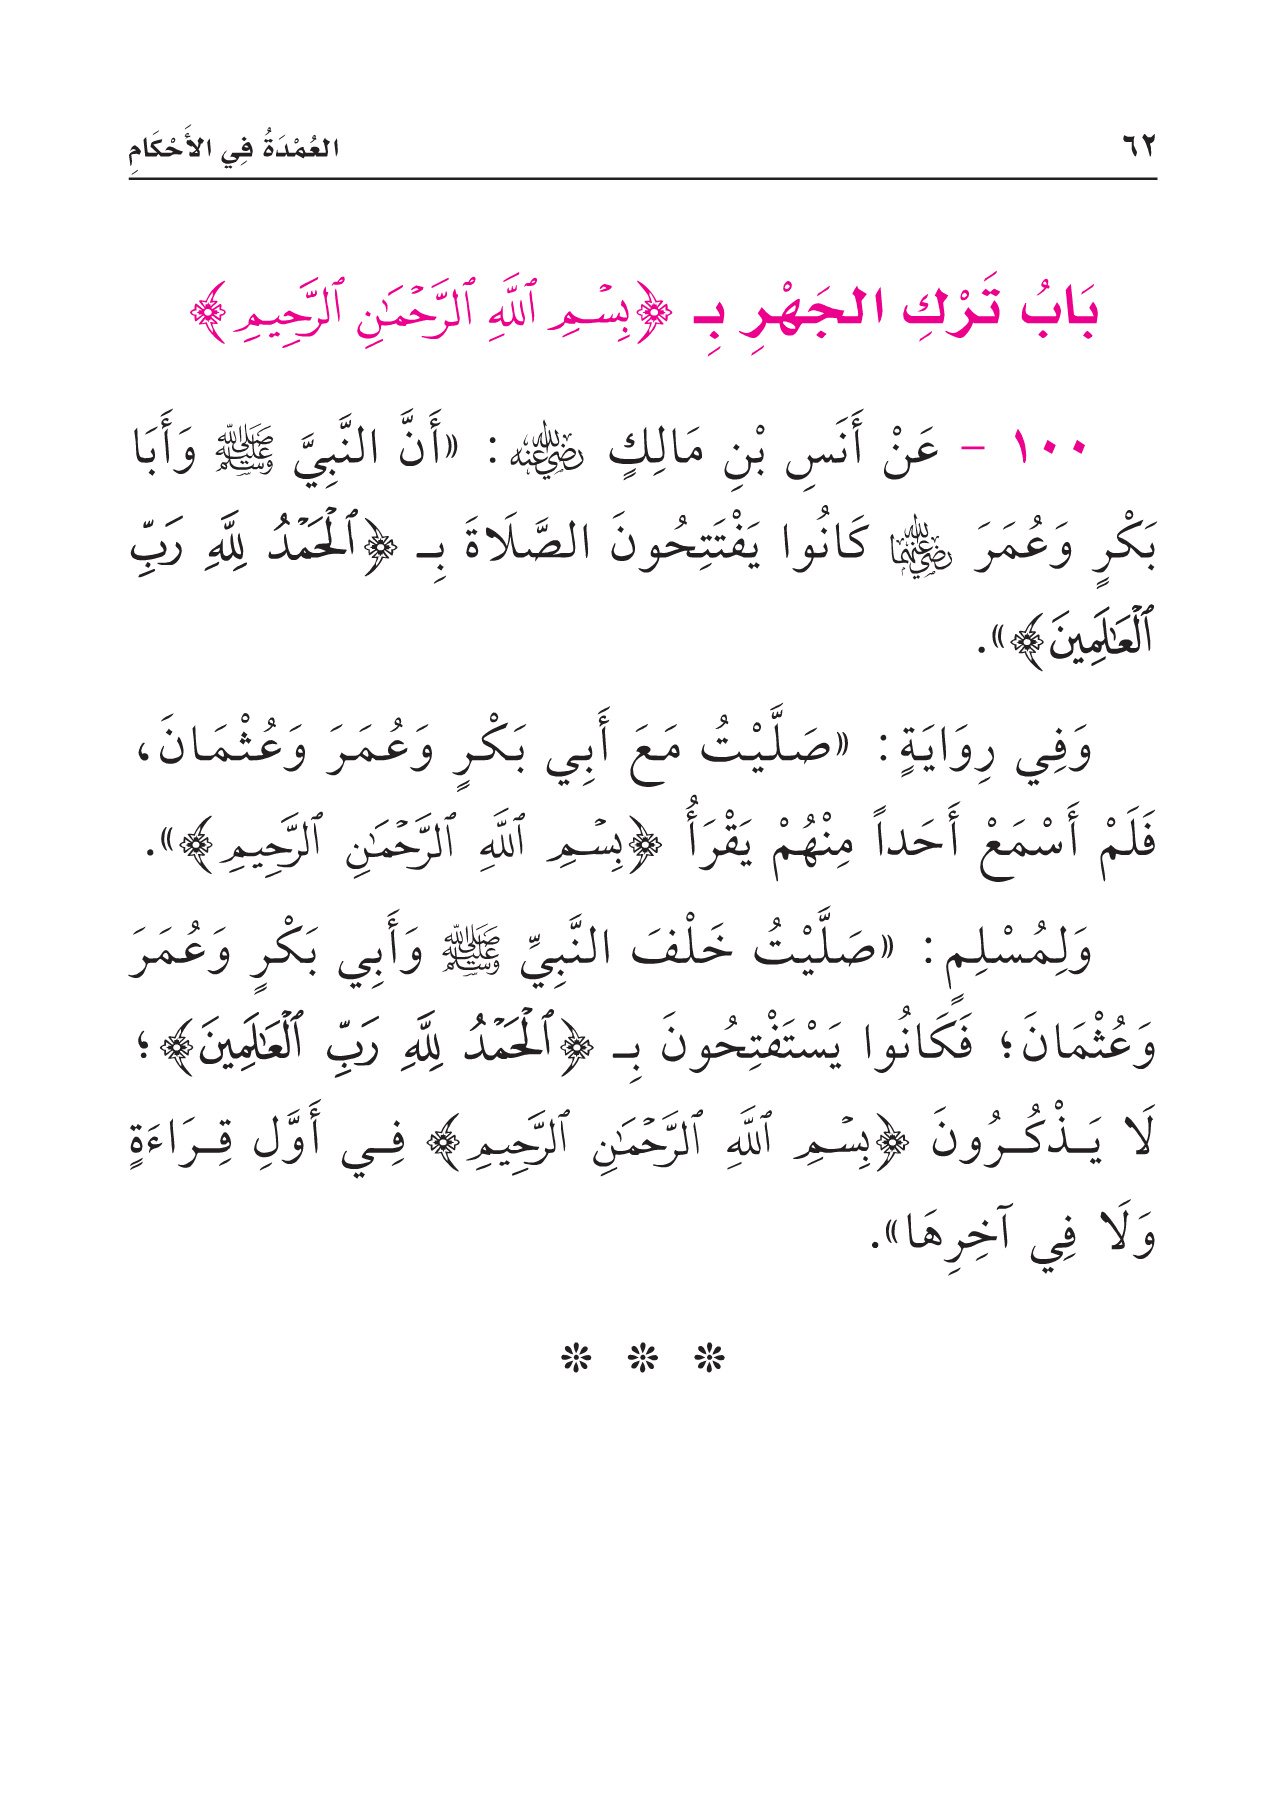 ٦٢ العُمْدَةُ فِي الأَحْكَامِ
بَابُ تَرْكِ الجَهْرِ بِـ ﴿بِسْمِ ٱللَّهِ ٱلرَّحْمَٰنِ ٱلرَّحِيمِ﴾
١٠٠ - عَنْ أَنَسِ بْنِ مَالِكٍ رضي الله عنه: «أَنَّ النَّبِيَّ ﷺ وَأَبَا
بَكْرٍ وَعُمَرَ رضي الله عنهما كَانُوا يَفْتَتِحُونَ الصَّلَاةَ بِـ ﴿ٱلْحَمْدُ لِلَّهِ رَبِّ
ٱلْعَٰلَمِينَ﴾».
وَفِي رِوَايَةٍ: «صَلَّيْتُ مَعَ أَبِي بَكْرٍ وَعُمَرَ وَعُثْمَانَ،
فَلَمْ أَسْمَعْ أَحَداً مِنْهُمْ يَقْرَأُ ﴿بِسْمِ ٱللَّهِ ٱلرَّحْمَٰنِ ٱلرَّحِيمِ﴾».
وَلِمُسْلِمٍ: «صَلَّيْتُ خَلْفَ النَّبِيِّ ﷺ وَأَبِي بَكْرٍ وَعُمَرَ
وَعُثْمَانَ؛ فَكَانُوا يَسْتَفْتِحُونَ بِـ ﴿ٱلْحَمْدُ لِلَّهِ رَبِّ ٱلْعَٰلَمِينَ﴾؛
لَا يَذْكُرُونَ ﴿بِسْمِ ٱللَّهِ ٱلرَّحْمَٰنِ ٱلرَّحِيمِ﴾ فِي أَوَّلِ قِرَاءَةٍ
وَلَا فِي آخِرِهَا».